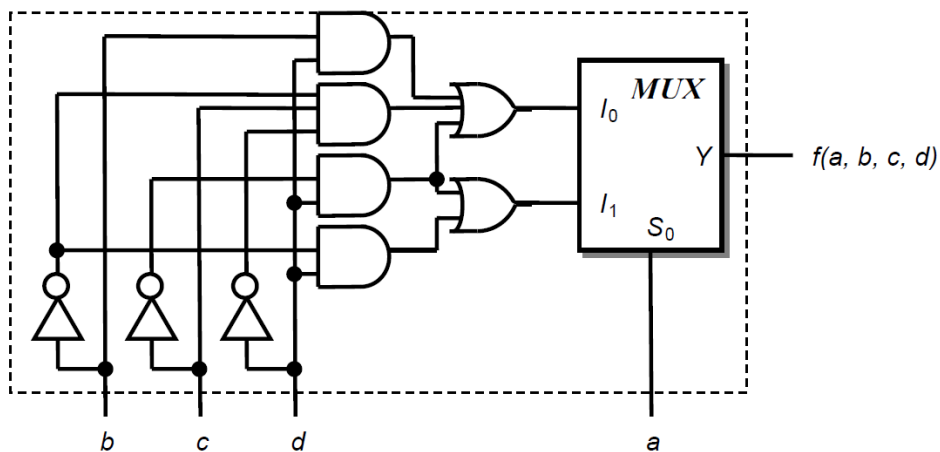 MUX
I0
Y
f(a, b, c, d)
I1
S0
b
c
d
a